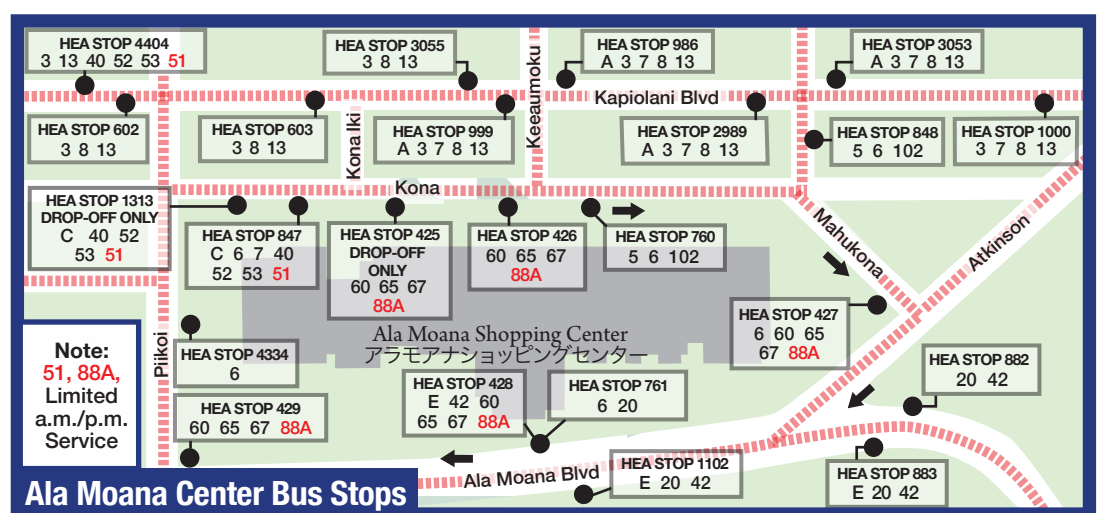 HEA STOP 4404
3 13 40 52 53 51
HEA STOP 3055
3 8 13
Keeaumoku
HEA STOP 986
A 3 7 8 13
HEA STOP 3053
A 3 7 8 13
Kapiolani Blvd
HEA STOP 602
3 8 13
HEA STOP 603
3 8 13
Kona Iki
HEA STOP 999
A 3 7 8 13
HEA STOP 2989
A 3 7 8 13
HEA STOP 848
5 6 102
HEA STOP 1000
3 7 8 13
Kona
HEA STOP 1313
DROP-OFF ONLY
C 40 52
53 51
HEA STOP 847
C 6 7 40
52 53 51
HEA STOP 425
DROP-OFF
ONLY
60 65 67
88A
HEA STOP 426
60 65 67
88A
HEA STOP 760
5 6 102
Mahukona
Atkinson
HEA STOP 427
6 60 65
67 88A
Ala Moana Shopping Center
アラモアナショッピングセンター
Piikoi
Note:
51, 88A,
Limited
a.m./p.m.
Service
HEA STOP 4334
6
HEA STOP 429
60 65 67 88A
HEA STOP 428
E 42 60
65 67 88A
HEA STOP 761
6 20
HEA STOP 882
20 42
Ala Moana Blvd
HEA STOP 1102
E 20 42
HEA STOP 883
E 20 42
Ala Moana Center Bus Stops